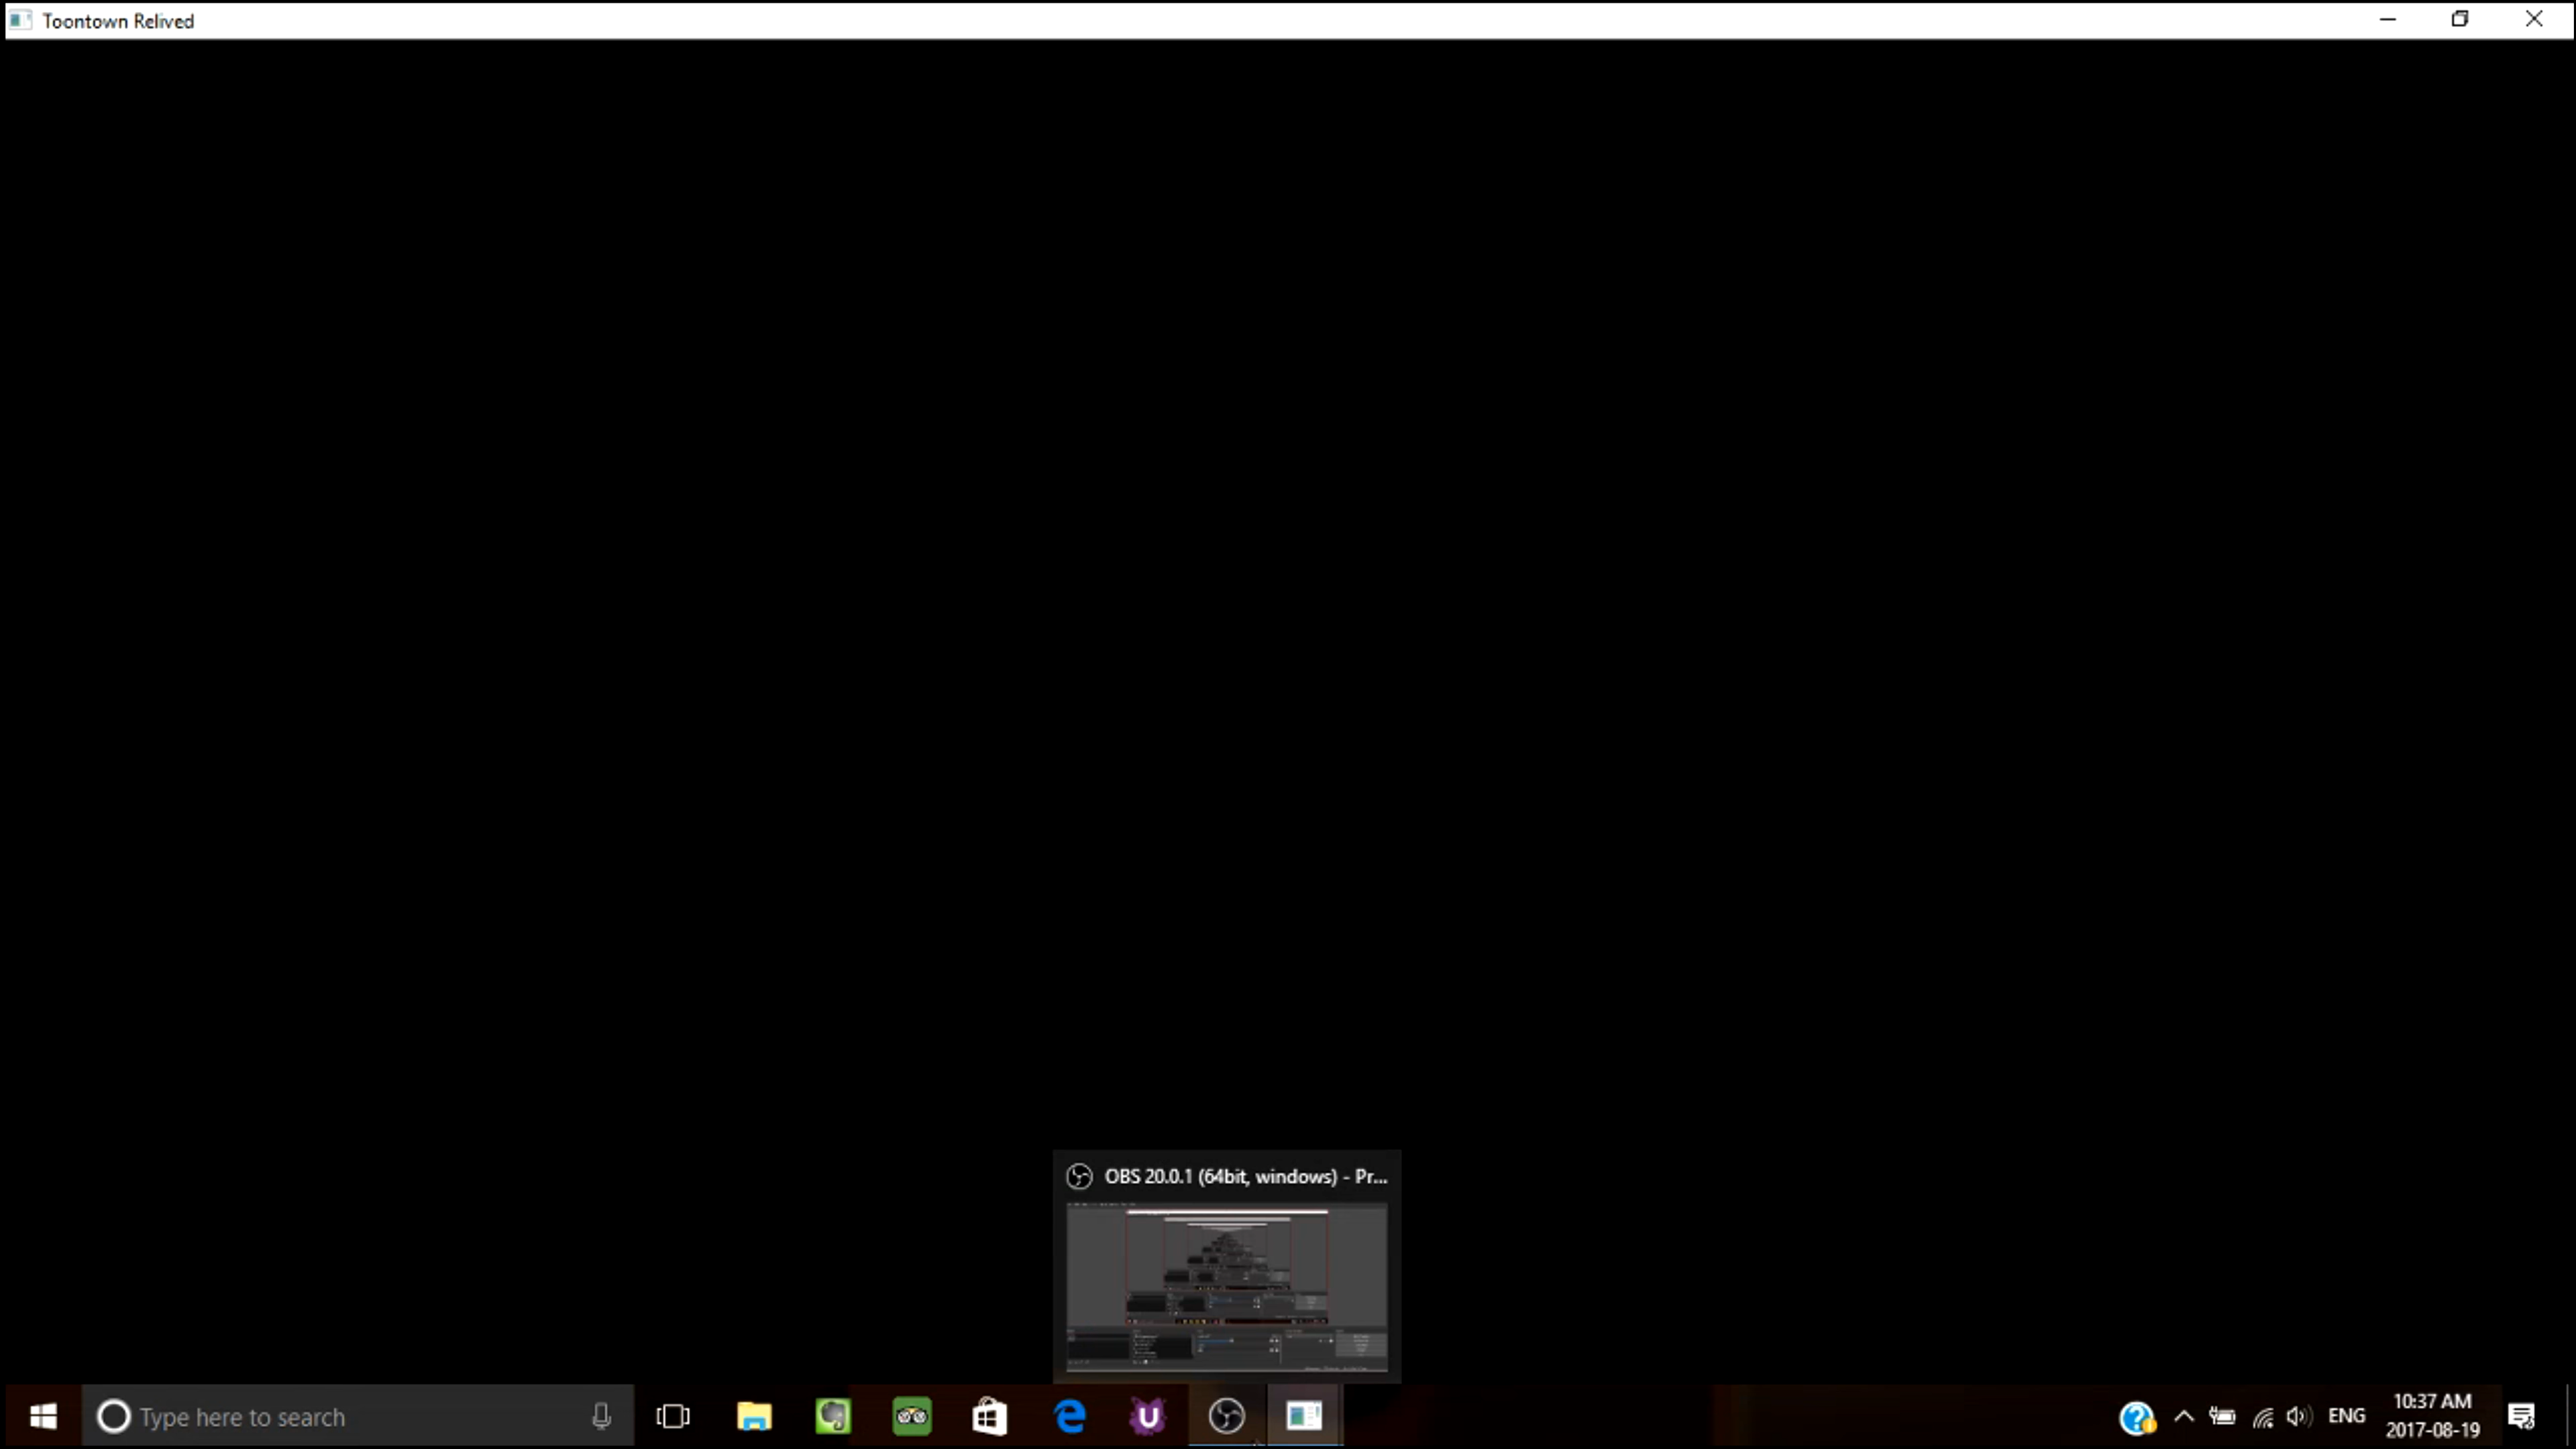 Toontown Relived
OBS 20.0.1 (64bit, windows) - Pr...
Type here to search
U
ENG
10:37 AM
2017-08-19